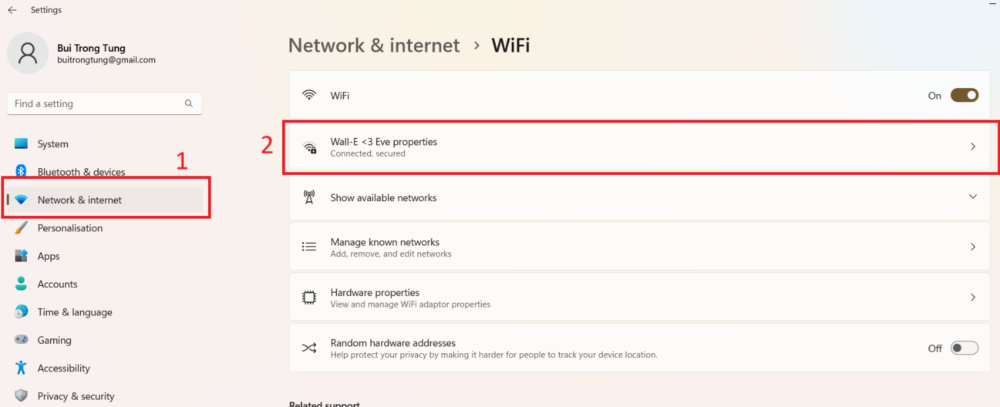 Settings
Bui Trong Tung
buitrongtung@gmail.com
Find a setting
System
Bluetooth & devices
1
Network & internet
Personalisation
Apps
Accounts
Time & language
Gaming
Accessibility
Privacy & security
Network & internet > WiFi
WiFi
On
2
Wall-E <3 Eve properties
Connected, secured
Show available networks
Manage known networks
Add, remove, and edit networks
Hardware properties
View and manage WiFi adaptor properties
Random hardware addresses
Help protect your privacy by making it harder for people to track your device location.
Off
Related support